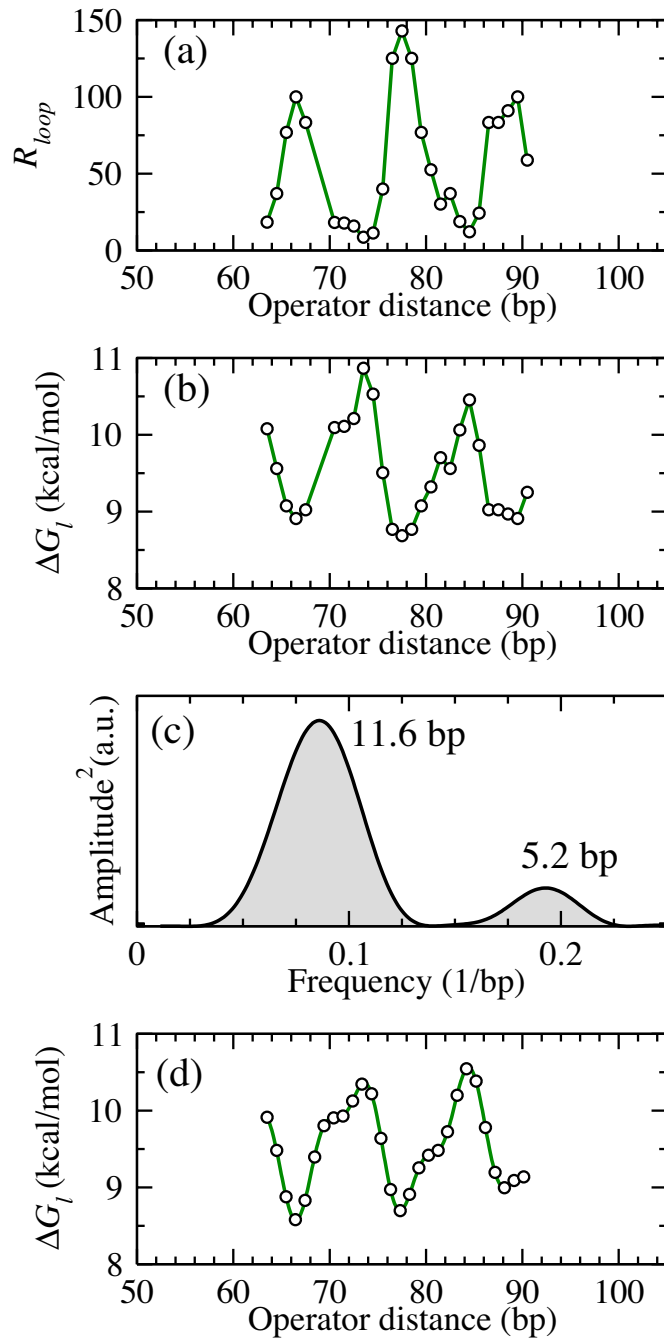 150
(a)
100
R loop
50
0
50 60 70 80 90 100
Operator distance (bp)
11
(b)
10
ΔG_l (kcal/mol)
9
8
50 60 70 80 90 100
Operator distance (bp)
(c)
11.6 bp
Amplitude² (a.u.)
5.2 bp
0 0.1 0.2
Frequency (1/bp)
11
(d)
10
ΔG_l (kcal/mol)
9
8
50 60 70 80 90 100
Operator distance (bp)